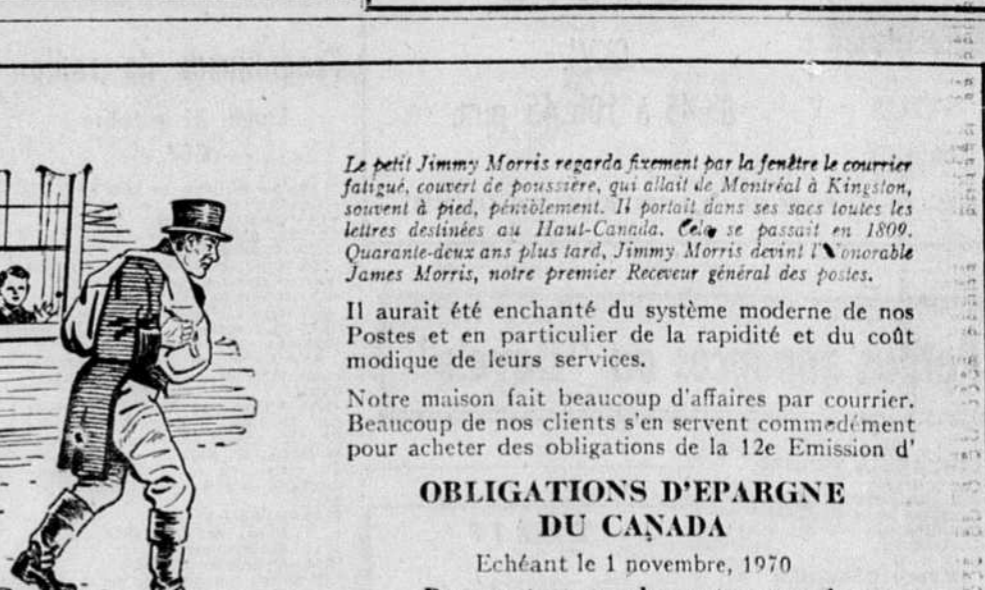 Le petit Jimmy Morris regarda fixement par la fenêtre le courrier
fatigué, couvert de poussière, qui allait de Montréal à Kingston,
souvent à pied, péniblement. Il portait dans ses sacs toutes les
lettres destinées au Haut-Canada. Cela se passait en 1809.
Quarante-deux ans plus tard, Jimmy Morris devint l'Honorable
James Morris, notre premier Receveur général des postes.
Il aurait été enchanté du système moderne de nos
Postes et en particulier de la rapidité et du coût
modique de leurs services.
Notre maison fait beaucoup d'affaires par courrier.
Beaucoup de nos clients s'en servent commodément
pour acheter des obligations de la 12e Emission d'
OBLIGATIONS D'EPARGNE
DU CANADA
Echéant le 1 novembre, 1970